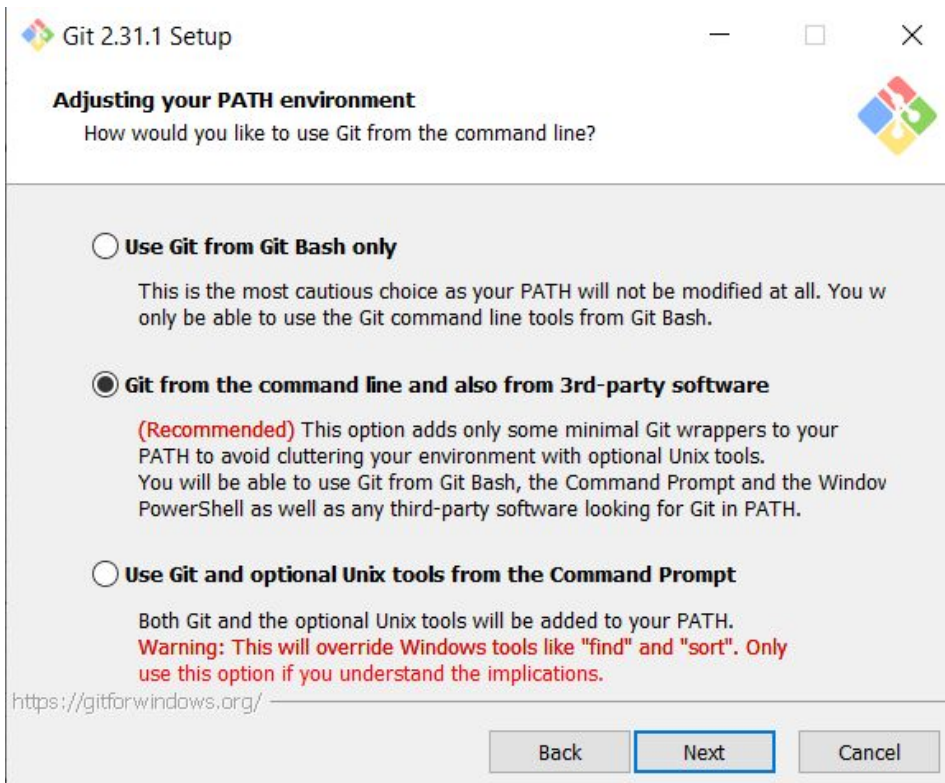 Git 2.31.1 Setup
Adjusting your PATH environment
How would you like to use Git from the command line?
Use Git from Git Bash only
This is the most cautious choice as your PATH will not be modified at all. You w
only be able to use the Git command line tools from Git Bash.
Git from the command line and also from 3rd-party software
(Recommended) This option adds only some minimal Git wrappers to your
PATH to avoid cluttering your environment with optional Unix tools.
You will be able to use Git from Git Bash, the Command Prompt and the Window
PowerShell as well as any third-party software looking for Git in PATH.
Use Git and optional Unix tools from the Command Prompt
Both Git and the optional Unix tools will be added to your PATH.
Warning: This will override Windows tools like "find" and "sort". Only
use this option if you understand the implications.
https://gitforwindows.org/
Back Next Cancel